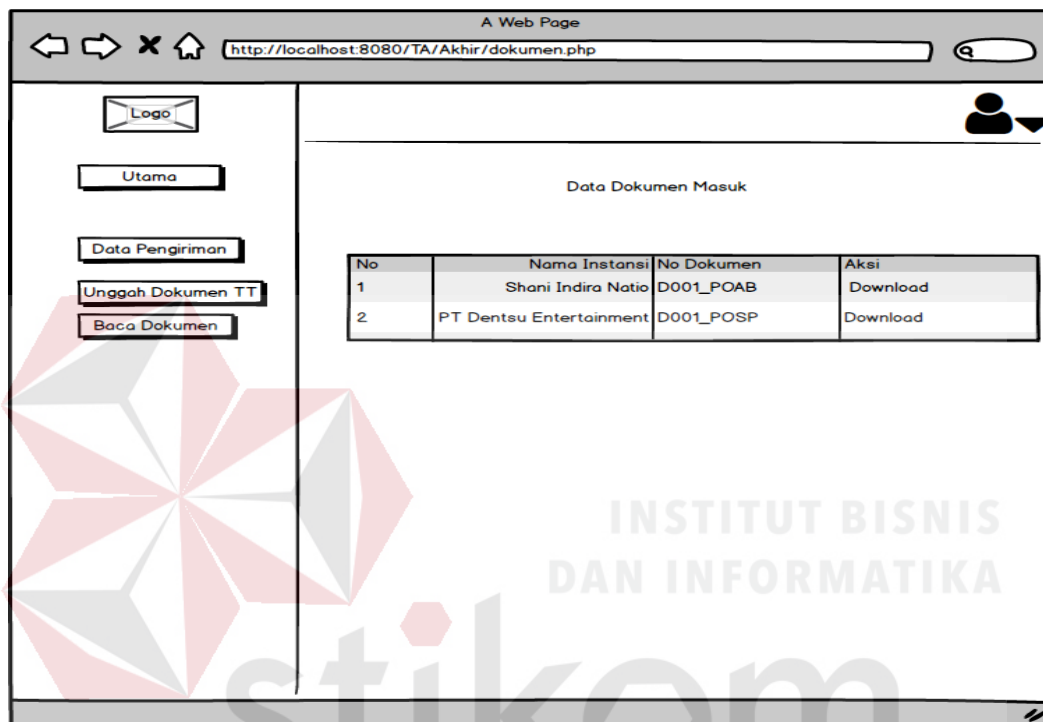 A Web Page
http://localhost:8080/TA/Akhir/dokumen.php
Logo
Utama
Data Pengiriman
Unggah Dokumen TT
Baca Dokumen
Data Dokumen Masuk
No Nama Instansi No Dokumen Aksi
1 Shani Indira Natio D001_POAB Download
2 PT Dentsu Entertainment D001_POSP Download
INSTITUT BISNIS
DAN INFORMATIKA
stikom